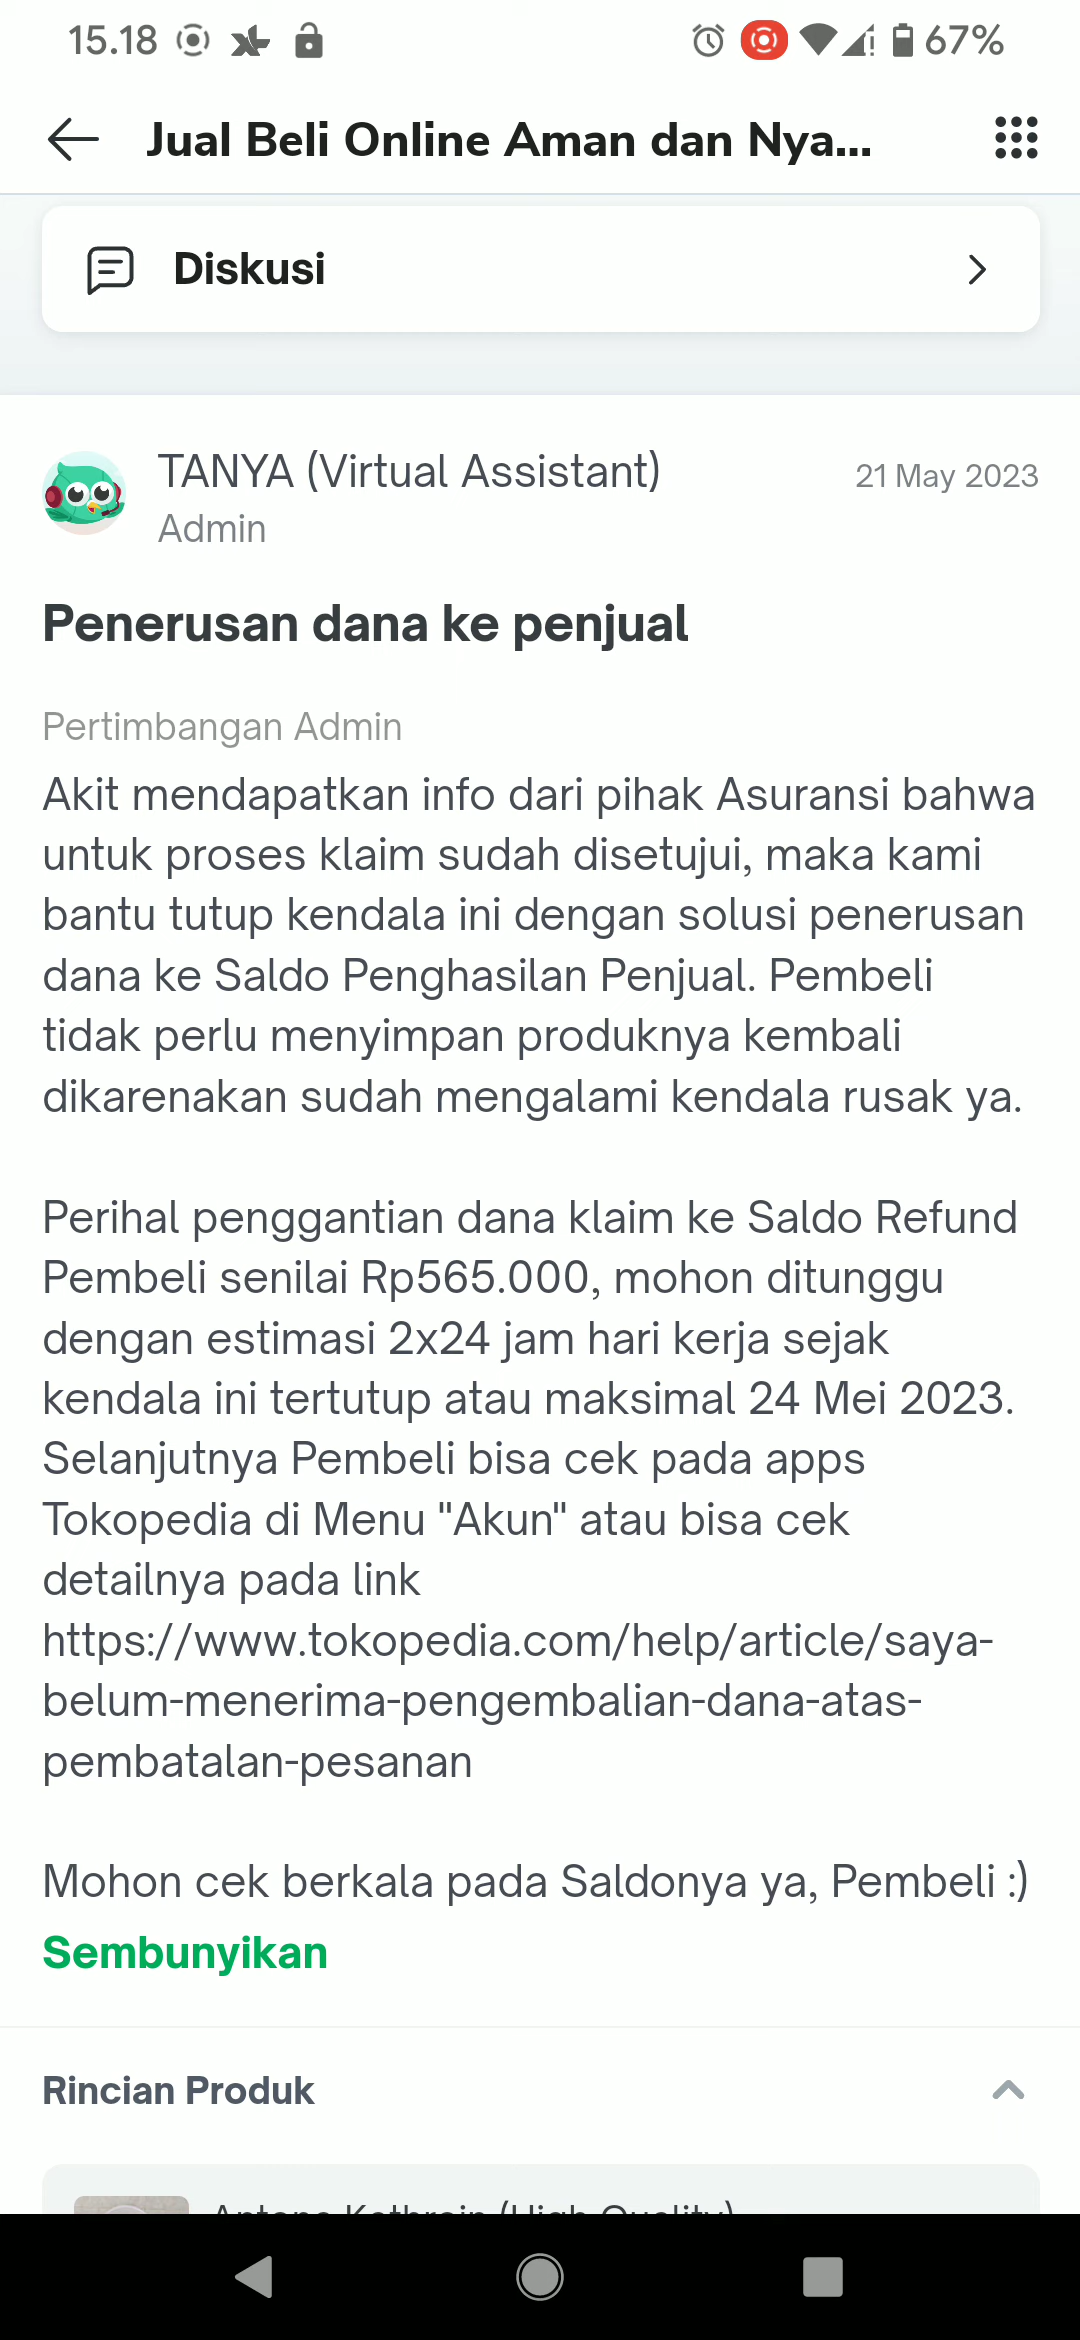 15.18
67%
Jual Beli Online Aman dan Nya...
Diskusi
TANYA (Virtual Assistant)
21 May 2023
Admin
Penerusan dana ke penjual
Pertimbangan Admin
Akit mendapatkan info dari pihak Asuransi bahwa
untuk proses klaim sudah disetujui, maka kami
bantu tutup kendala ini dengan solusi penerusan
dana ke Saldo Penghasilan Penjual. Pembeli
tidak perlu menyimpan produknya kembali
dikarenakan sudah mengalami kendala rusak ya.
Perihal penggantian dana klaim ke Saldo Refund
Pembeli senilai Rp565.000, mohon ditunggu
dengan estimasi 2x24 jam hari kerja sejak
kendala ini tertutup atau maksimal 24 Mei 2023.
Selanjutnya Pembeli bisa cek pada apps
Tokopedia di Menu "Akun" atau bisa cek
detailnya pada link
https://www.tokopedia.com/help/article/saya-
belum-menerima-pengembalian-dana-atas-
pembatalan-pesanan
Mohon cek berkala pada Saldonya ya, Pembeli :)
Sembunyikan
Rincian Produk
(High Quality)